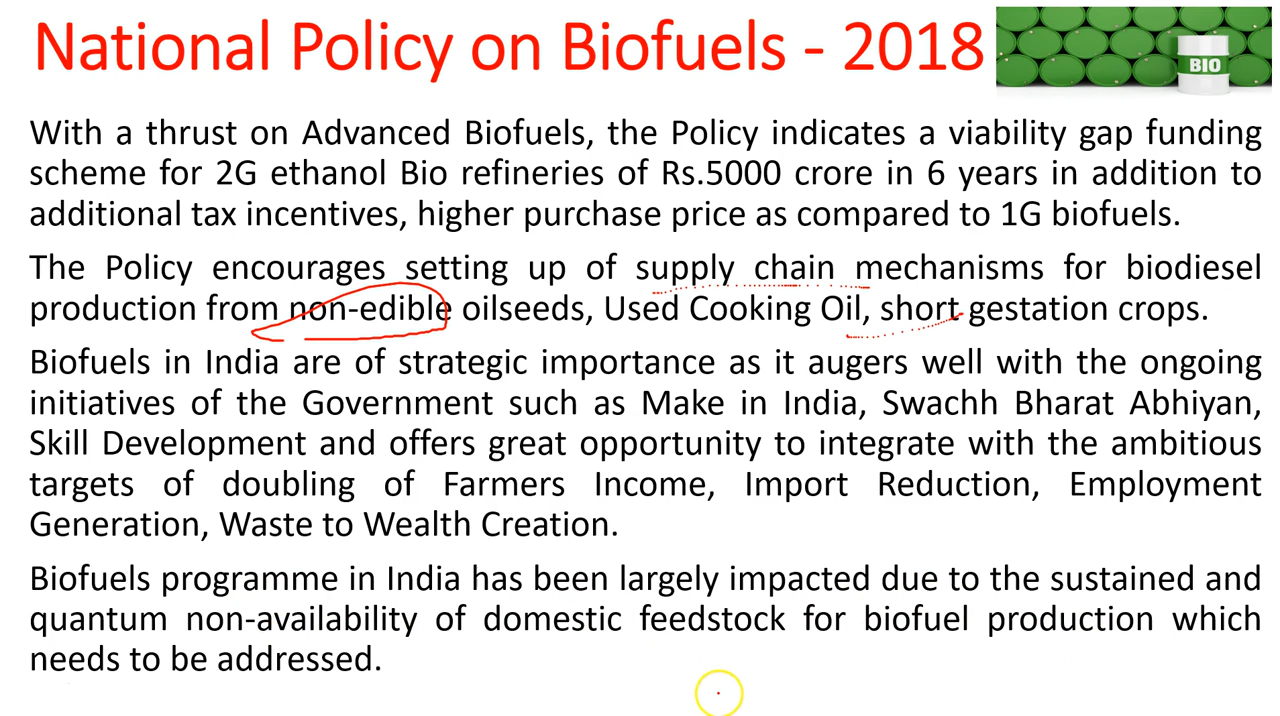 National Policy on Biofuels - 2018
BIO
With a thrust on Advanced Biofuels, the Policy indicates a viability gap funding
scheme for 2G ethanol Bio refineries of Rs.5000 crore in 6 years in addition to
additional tax incentives, higher purchase price as compared to 1G biofuels.
The Policy encourages setting up of supply chain mechanisms for biodiesel
production from non-edible oilseeds, Used Cooking Oil, short gestation crops.
Biofuels in India are of strategic importance as it augers well with the ongoing
initiatives of the Government such as Make in India, Swachh Bharat Abhiyan,
Skill Development and offers great opportunity to integrate with the ambitious
targets of doubling of Farmers Income, Import Reduction, Employment
Generation, Waste to Wealth Creation.
Biofuels programme in India has been largely impacted due to the sustained and
quantum non-availability of domestic feedstock for biofuel production which
needs to be addressed.